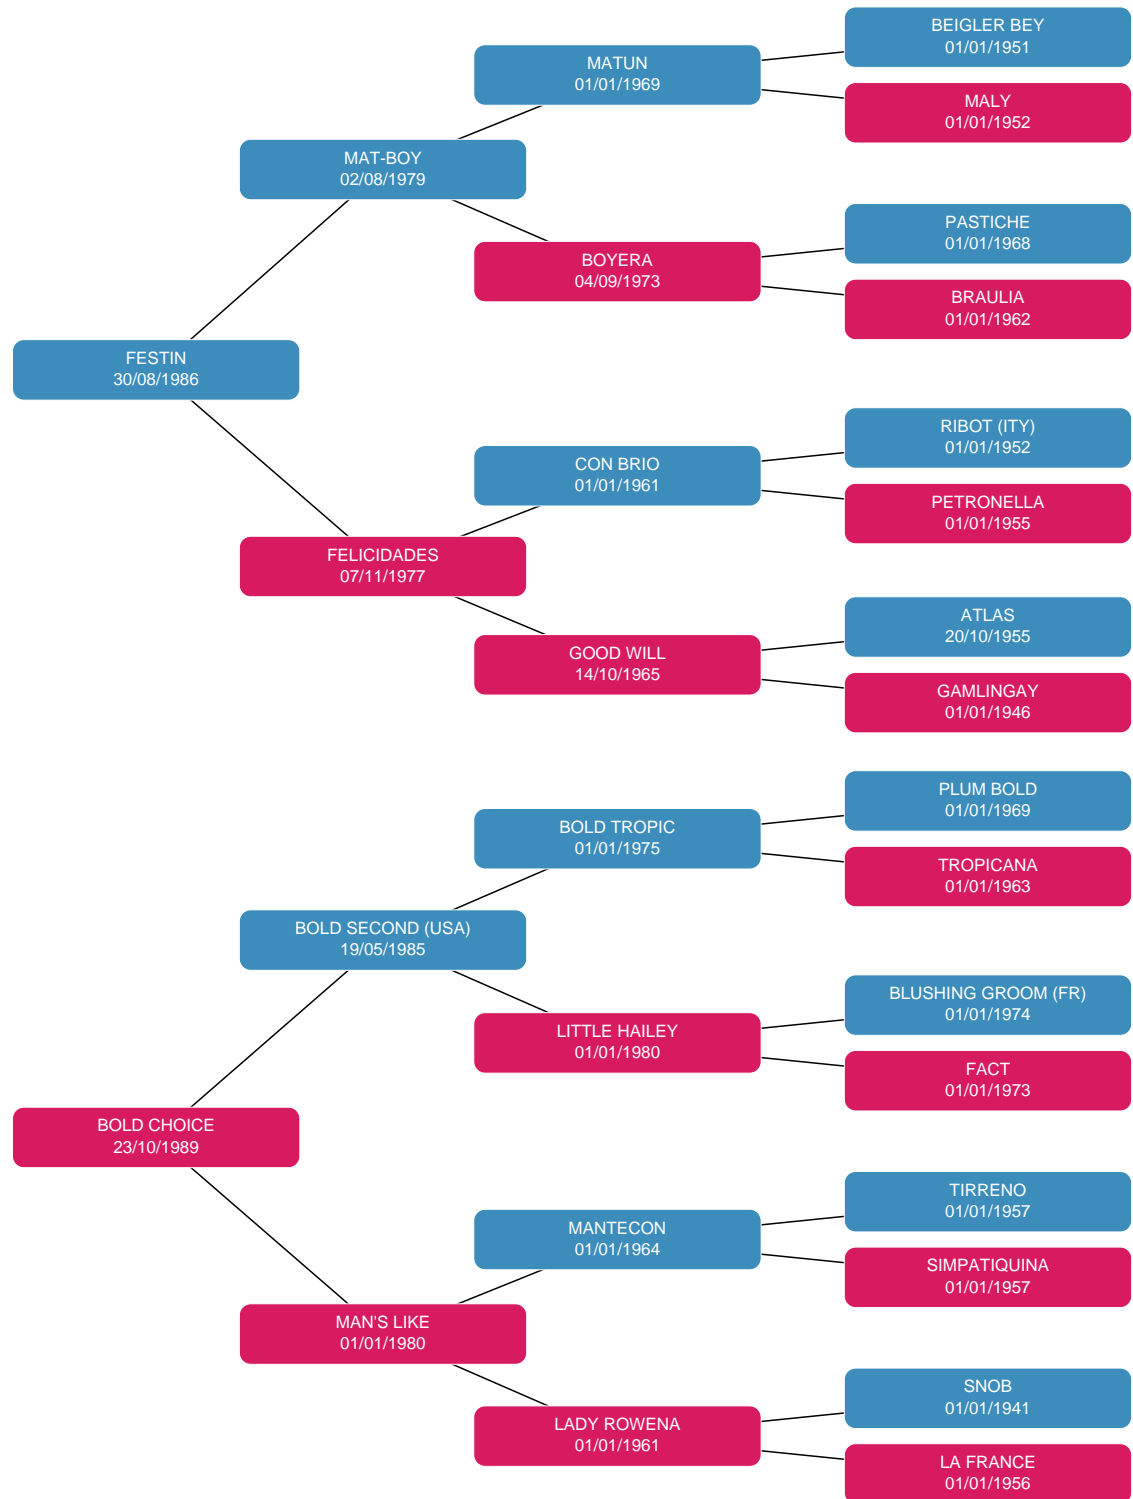 BEIGLER BEY
01/01/1951
MATUN
01/01/1969
MALY
01/01/1952
MAT-BOY
02/08/1979
PASTICHE
01/01/1968
BOYERA
04/09/1973
BRAULIA
01/01/1962
FESTIN
30/08/1986
RIBOT (ITY)
01/01/1952
CON BRIO
01/01/1961
PETRONELLA
01/01/1955
FELICIDADES
07/11/1977
ATLAS
20/10/1955
GOOD WILL
14/10/1965
GAMLINGAY
01/01/1946
PLUM BOLD
01/01/1969
BOLD TROPIC
01/01/1975
TROPICANA
01/01/1963
BOLD SECOND (USA)
19/05/1985
BLUSHING GROOM (FR)
01/01/1974
LITTLE HAILEY
01/01/1980
FACT
01/01/1973
BOLD CHOICE
23/10/1989
TIRRENO
01/01/1957
MANTECON
01/01/1964
SIMPATIQUINA
01/01/1957
MAN'S LIKE
01/01/1980
SNOB
01/01/1941
LADY ROWENA
01/01/1961
LA FRANCE
01/01/1956